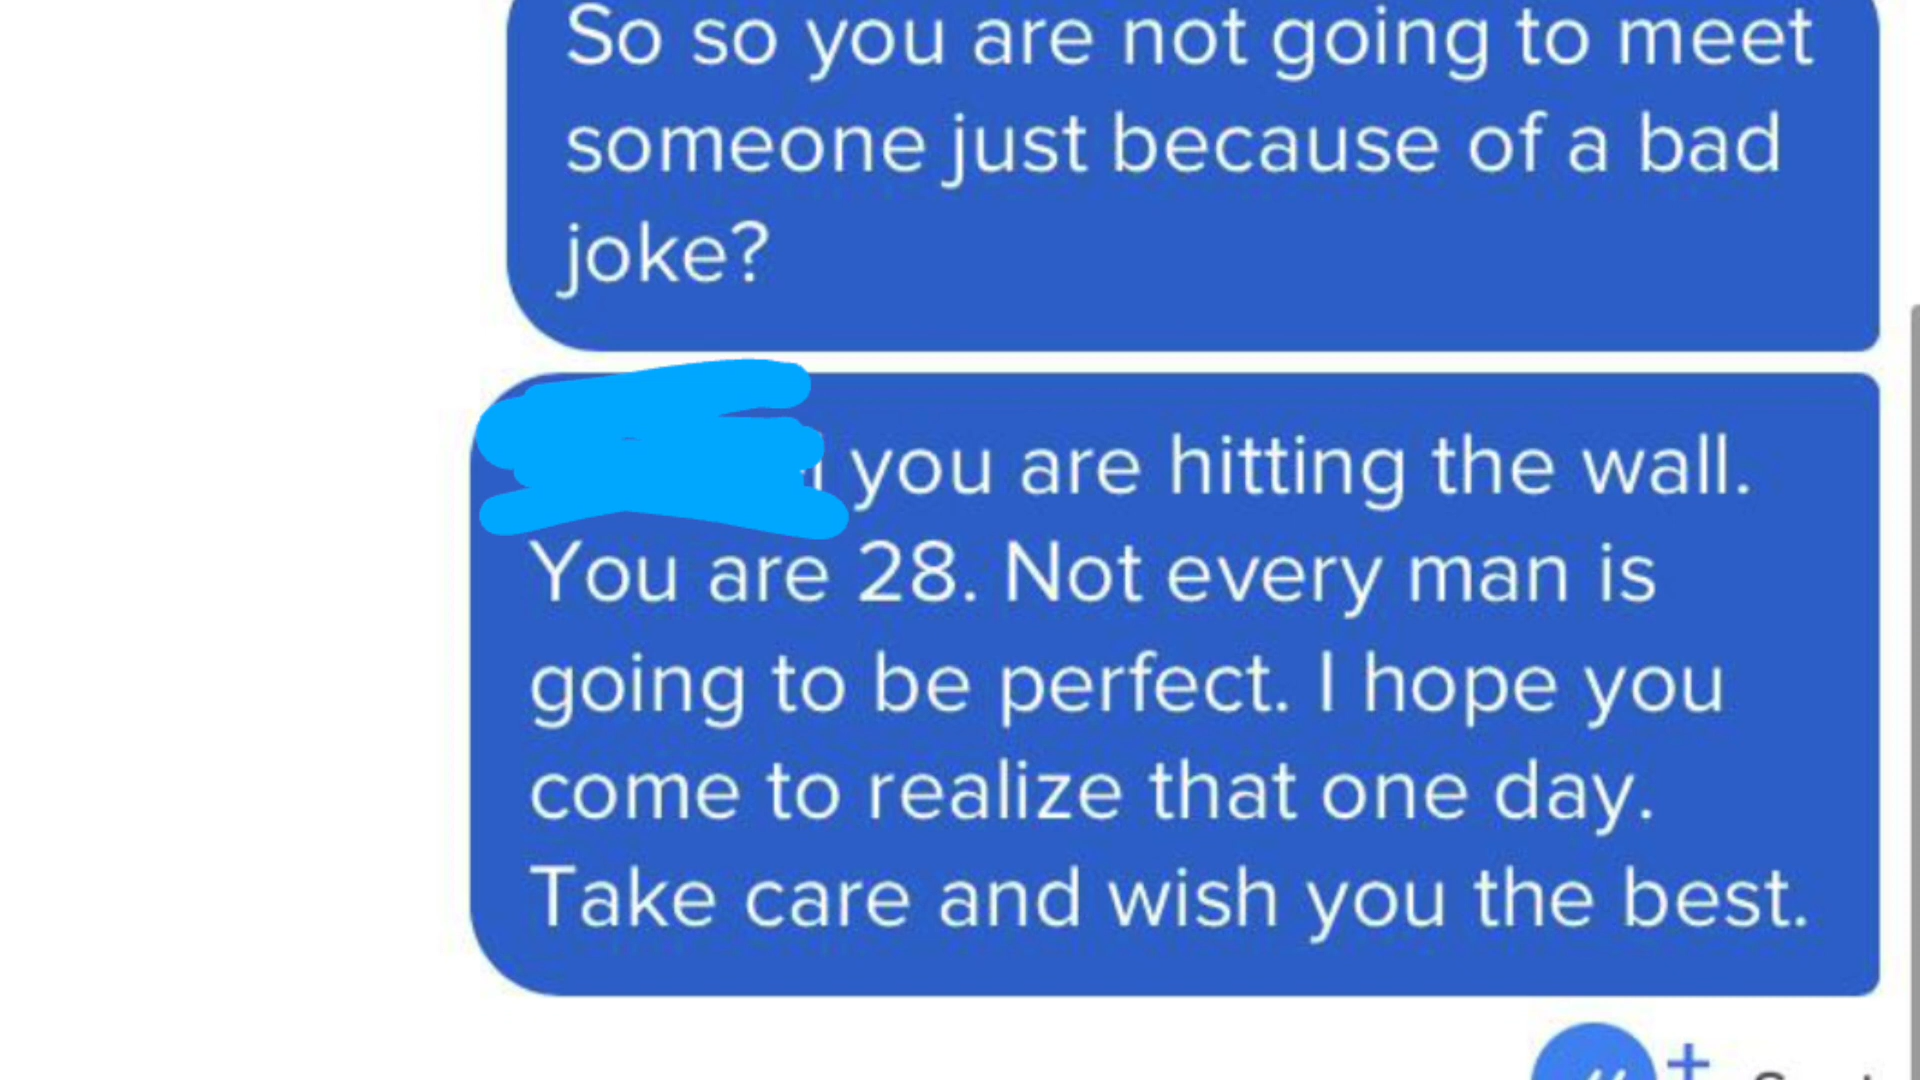 So so you are not going to meet
someone just because of a bad
joke?
you are hitting the wall.
You are 28. Not every man is
going to be perfect. I hope you
come to realize that one day.
Take care and wish you the best.